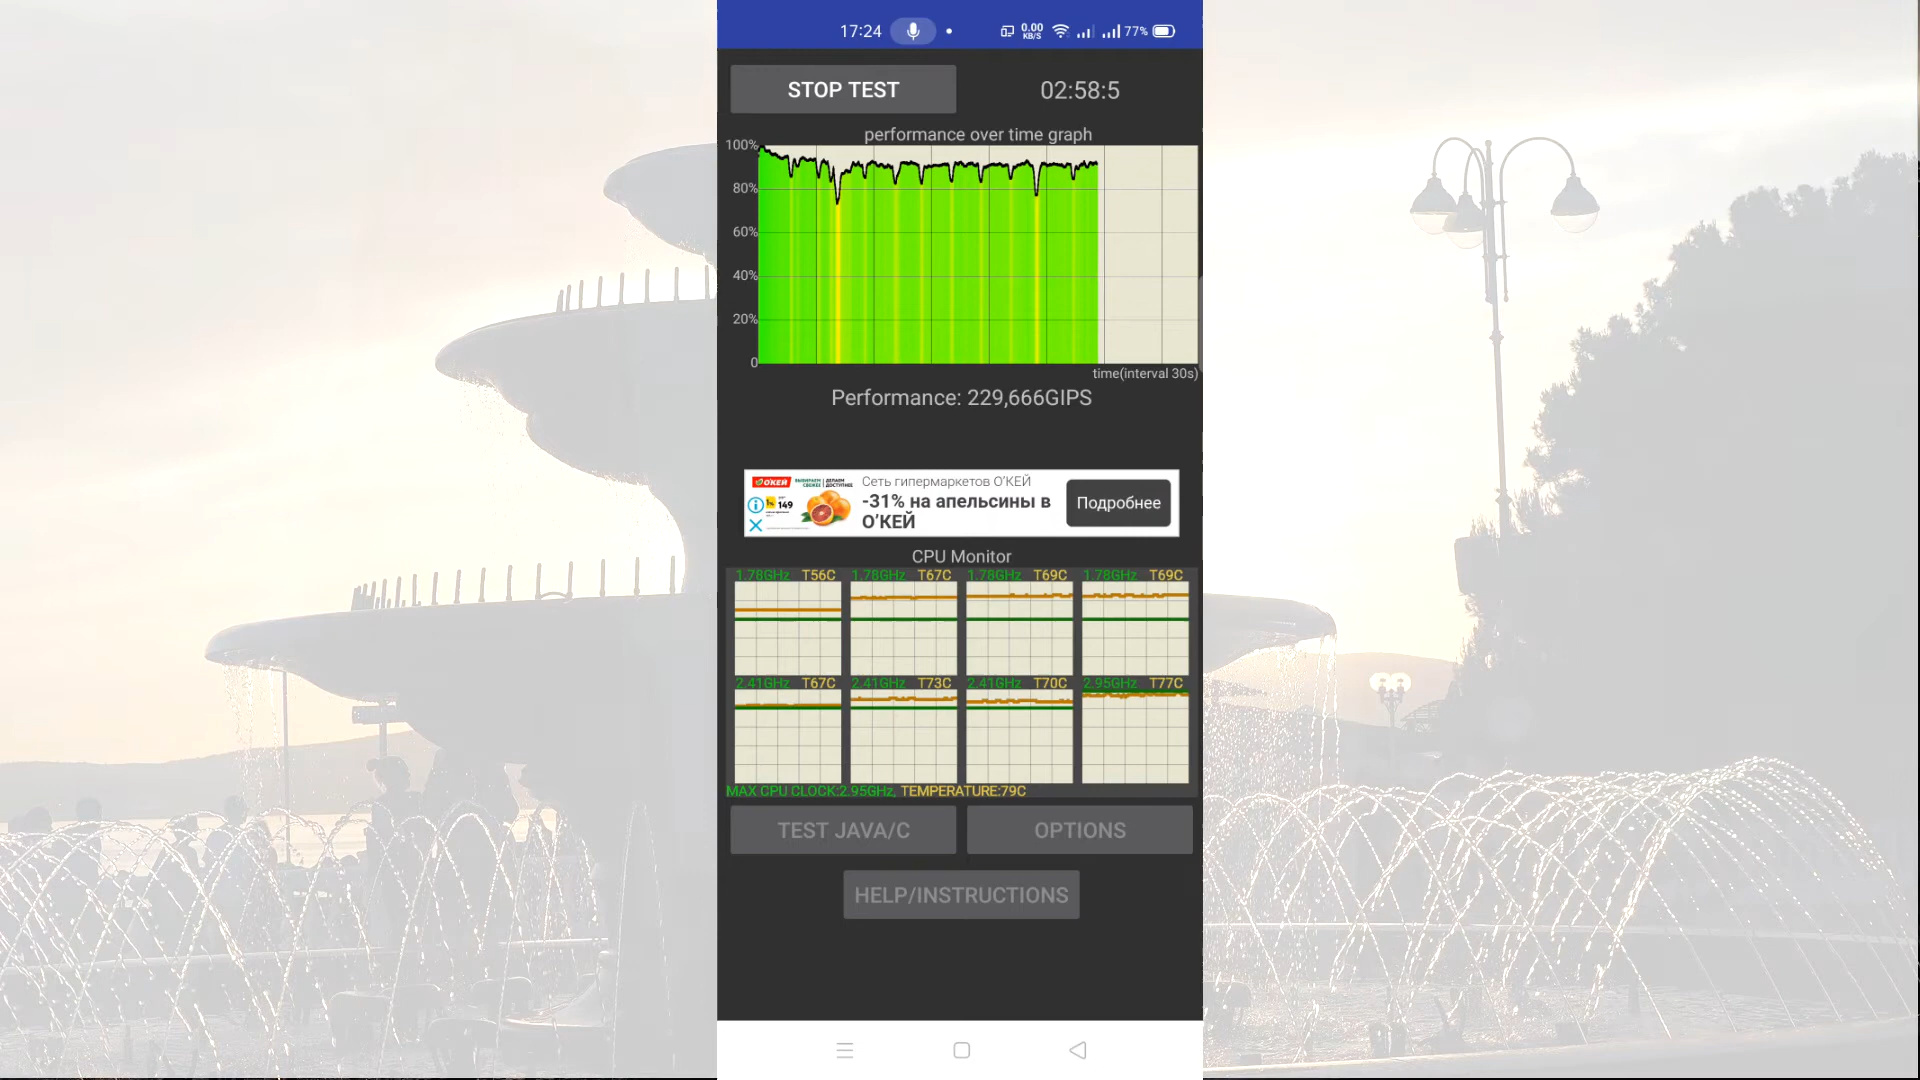 17:24 0.00 KB/S 77%
STOP TEST 02:58:5
performance over time graph
100%
80%
60%
40%
20%
0
time(interval 30s)
Performance: 229,666GIPS
О'КЕЙ
149
Сеть гипермаркетов О'КЕЙ
-31% на апельсины в
О'КЕЙ
Подробнее
CPU Monitor
1.78GHz T56C 1.78GHz T67C 1.78GHz T69C 1.78GHz T69C
2.41GHz T67C 2.41GHz T73C 2.41GHz T70C 2.95GHz T77C
MAX CPU CLOCK:2.95GHz, TEMPERATURE:79C
TEST JAVA/C OPTIONS
HELP/INSTRUCTIONS